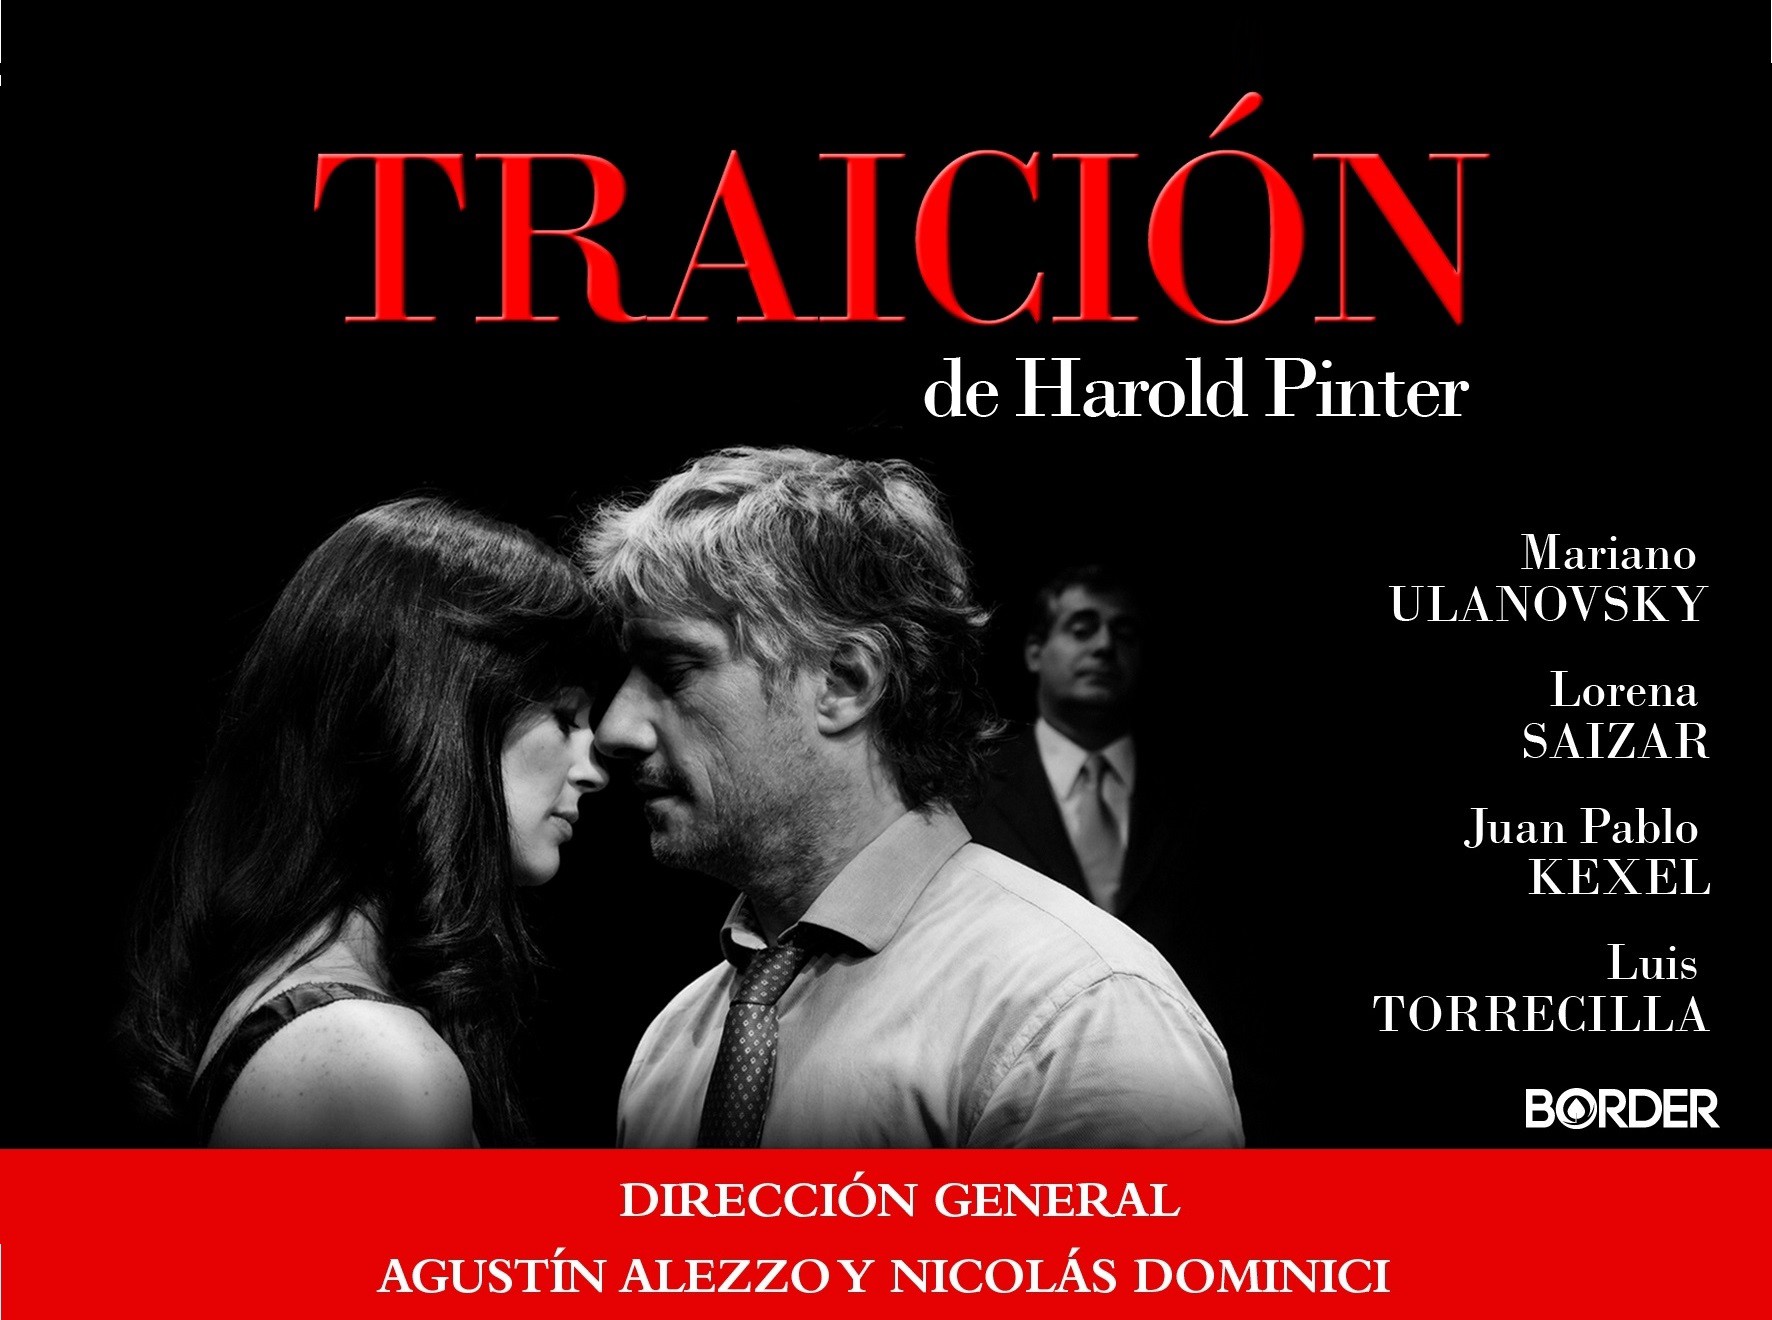 TRAICIÓN
de Harold Pinter
Mariano
ULANOVSKY
Lorena
SAIZAR
Juan Pablo
KEXEL
Luis
TORRECILLA
BORDER
DIRECCIÓN GENERAL
AGUSTÍN ALEZZO Y NICOLÁS DOMINICI